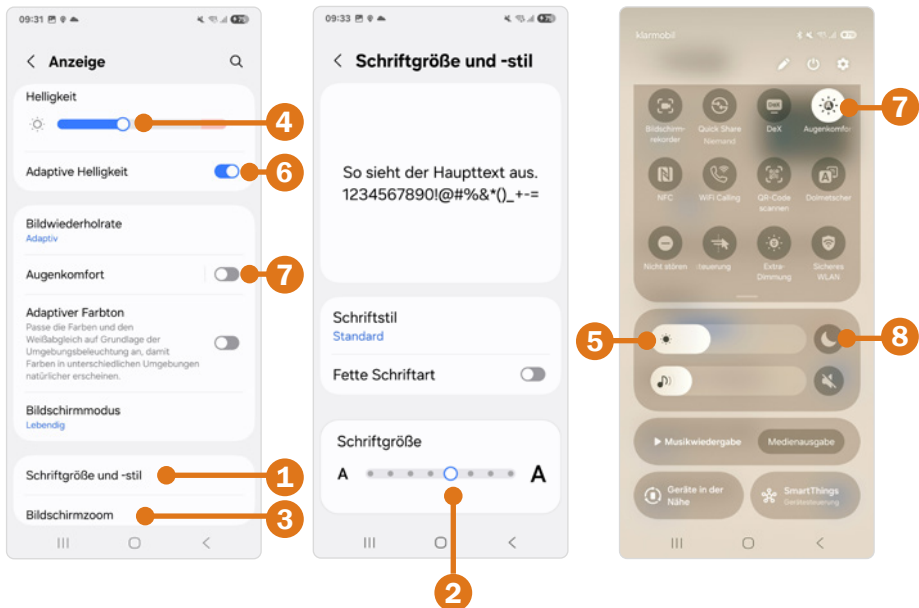 09:31
Anzeige
Helligkeit
4
Adaptive Helligkeit
6
Bildwiederholrate
Adaptiv
Augenkomfort
7
Adaptiver Farbton
Passe die Farben und den
Weißabgleich auf Grundlage der
Umgebungsbeleuchtung an, damit
Farben in unterschiedlichen Umgebungen
natürlicher erscheinen.
Bildschirmmodus
Lebendig
Schriftgröße und -stil
1
Bildschirmzoom
3
09:33
Schriftgröße und -stil
So sieht der Haupttext aus.
1234567890!@#%&*()_+-=
Schriftstil
Standard
Fette Schriftart
Schriftgröße
A A
2
klarmobil
7
Bildschirm-
rekorder
Quick Share
Niemand
DeX
Augenkomfor
NFC
WiFi Calling
QR-Code
scannen
Dolmetscher
Nicht stören
teuerung
Extra-
Dimmung
Sicheres
WLAN
5
8
Musikwiedergabe
Medienausgabe
Geräte in der
Nähe
SmartThings
Gerätesteuerung